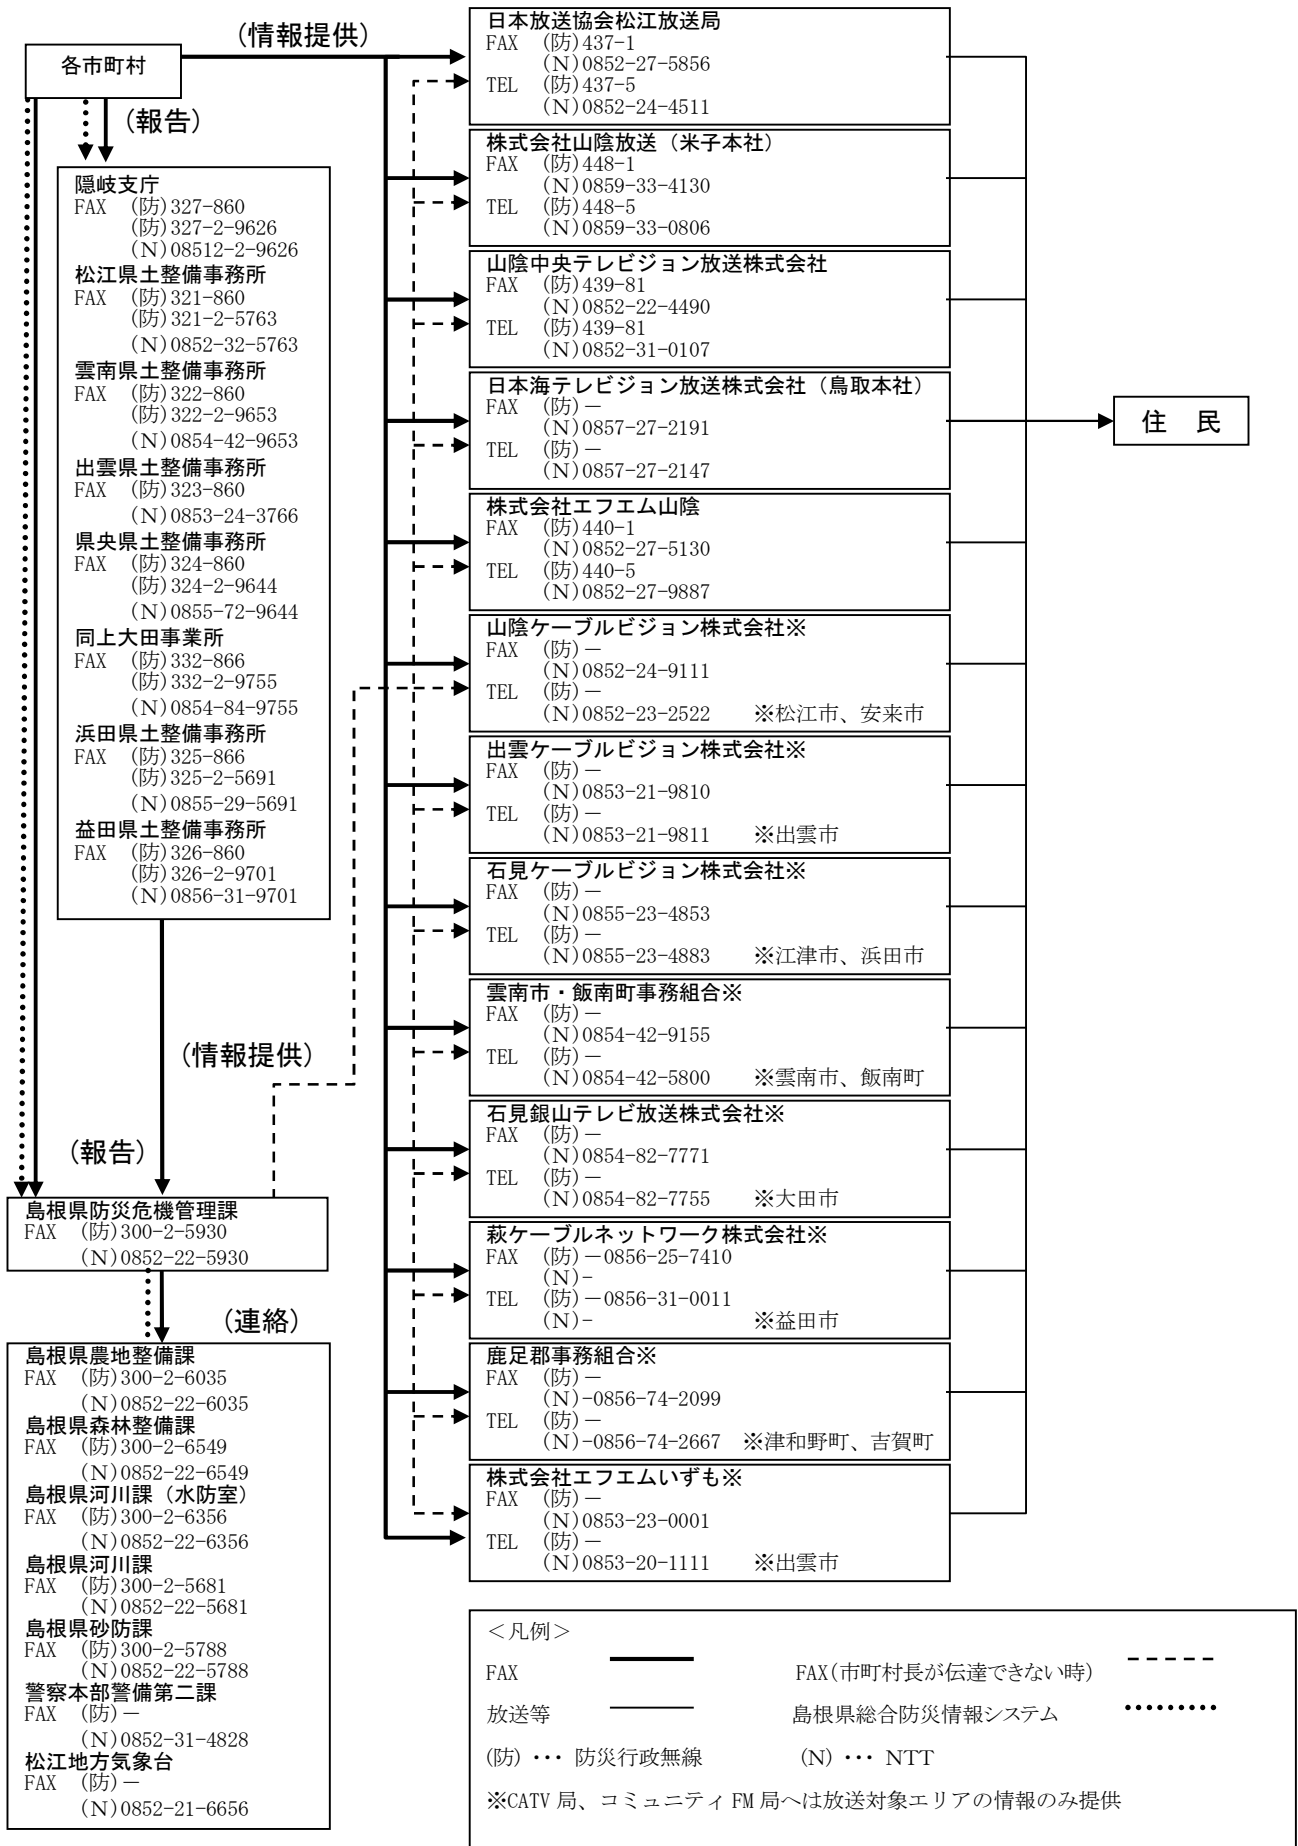 各市町村
(情報提供)
(報告)
隠岐支庁
FAX (防)327-860
(防)327-2-9626
(N)08512-2-9626
松江県土整備事務所
FAX (防)321-860
(防)321-2-5763
(N)0852-32-5763
雲南県土整備事務所
FAX (防)322-860
(防)322-2-9653
(N)0854-42-9653
出雲県土整備事務所
FAX (防)323-860
(N)0853-24-3766
県央県土整備事務所
FAX (防)324-860
(防)324-2-9644
(N)0855-72-9644
同上大田事業所
FAX (防)332-866
(防)332-2-9755
(N)0854-84-9755
浜田県土整備事務所
FAX (防)325-866
(防)325-2-5691
(N)0855-29-5691
益田県土整備事務所
FAX (防)326-860
(防)326-2-9701
(N)0856-31-9701
(情報提供)
(報告)
島根県防災危機管理課
FAX (防)300-2-5930
(N)0852-22-5930
(連絡)
島根県農地整備課
FAX (防)300-2-6035
(N)0852-22-6035
島根県森林整備課
FAX (防)300-2-6549
(N)0852-22-6549
島根県河川課（水防室）
FAX (防)300-2-6356
(N)0852-22-6356
島根県河川課
FAX (防)300-2-5681
(N)0852-22-5681
島根県砂防課
FAX (防)300-2-5788
(N)0852-22-5788
警察本部警備第二課
FAX (防)－
(N)0852-31-4828
松江地方気象台
FAX (防)－
(N)0852-21-6656
日本放送協会松江放送局
FAX (防)437-1
(N)0852-27-5856
TEL (防)437-5
(N)0852-24-4511
株式会社山陰放送（米子本社）
FAX (防)448-1
(N)0859-33-4130
TEL (防)448-5
(N)0859-33-0806
山陰中央テレビジョン放送株式会社
FAX (防)439-81
(N)0852-22-4490
TEL (防)439-81
(N)0852-31-0107
日本海テレビジョン放送株式会社（鳥取本社）
FAX (防)－
(N)0857-27-2191
TEL (防)－
(N)0857-27-2147
株式会社エフエム山陰
FAX (防)440-1
(N)0852-27-5130
TEL (防)440-5
(N)0852-27-9887
山陰ケーブルビジョン株式会社※
FAX (防)－
(N)0852-24-9111
TEL (防)－
(N)0852-23-2522 ※松江市、安来市
出雲ケーブルビジョン株式会社※
FAX (防)－
(N)0853-21-9810
TEL (防)－
(N)0853-21-9811 ※出雲市
石見ケーブルビジョン株式会社※
FAX (防)－
(N)0855-23-4853
TEL (防)－
(N)0855-23-4883 ※江津市、浜田市
雲南市・飯南町事務組合※
FAX (防)－
(N)0854-42-9155
TEL (防)－
(N)0854-42-5800 ※雲南市、飯南町
石見銀山テレビ放送株式会社※
FAX (防)－
(N)0854-82-7771
TEL (防)－
(N)0854-82-7755 ※大田市
萩ケーブルネットワーク株式会社※
FAX (防)－0856-25-7410
(N)-
TEL (防)－0856-31-0011
(N)- ※益田市
鹿足郡事務組合※
FAX (防)－
(N)-0856-74-2099
TEL (防)－
(N)-0856-74-2667 ※津和野町、吉賀町
株式会社エフエムいずも※
FAX (防)－
(N)0853-23-0001
TEL (防)－
(N)0853-20-1111 ※出雲市
住 民
＜凡例＞
FAX FAX(市町村長が伝達できない時)
放送等 島根県総合防災情報システム
(防)・・・ 防災行政無線 (N)・・・ NTT
※CATV 局、コミュニティ FM 局へは放送対象エリアの情報のみ提供